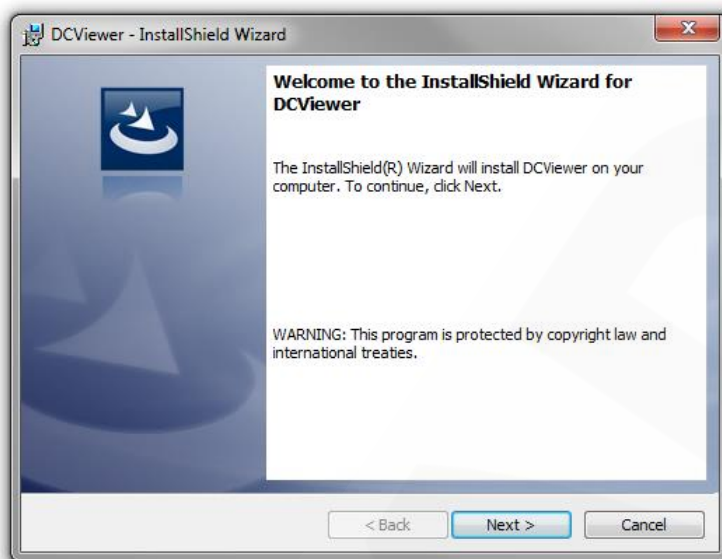 DCViewer - InstallShield Wizard
Welcome to the InstallShield Wizard for
DCViewer
The InstallShield(R) Wizard will install DCViewer on your
computer. To continue, click Next.
WARNING: This program is protected by copyright law and
international treaties.
< Back
Next >
Cancel